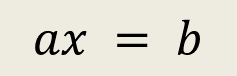 ax = b